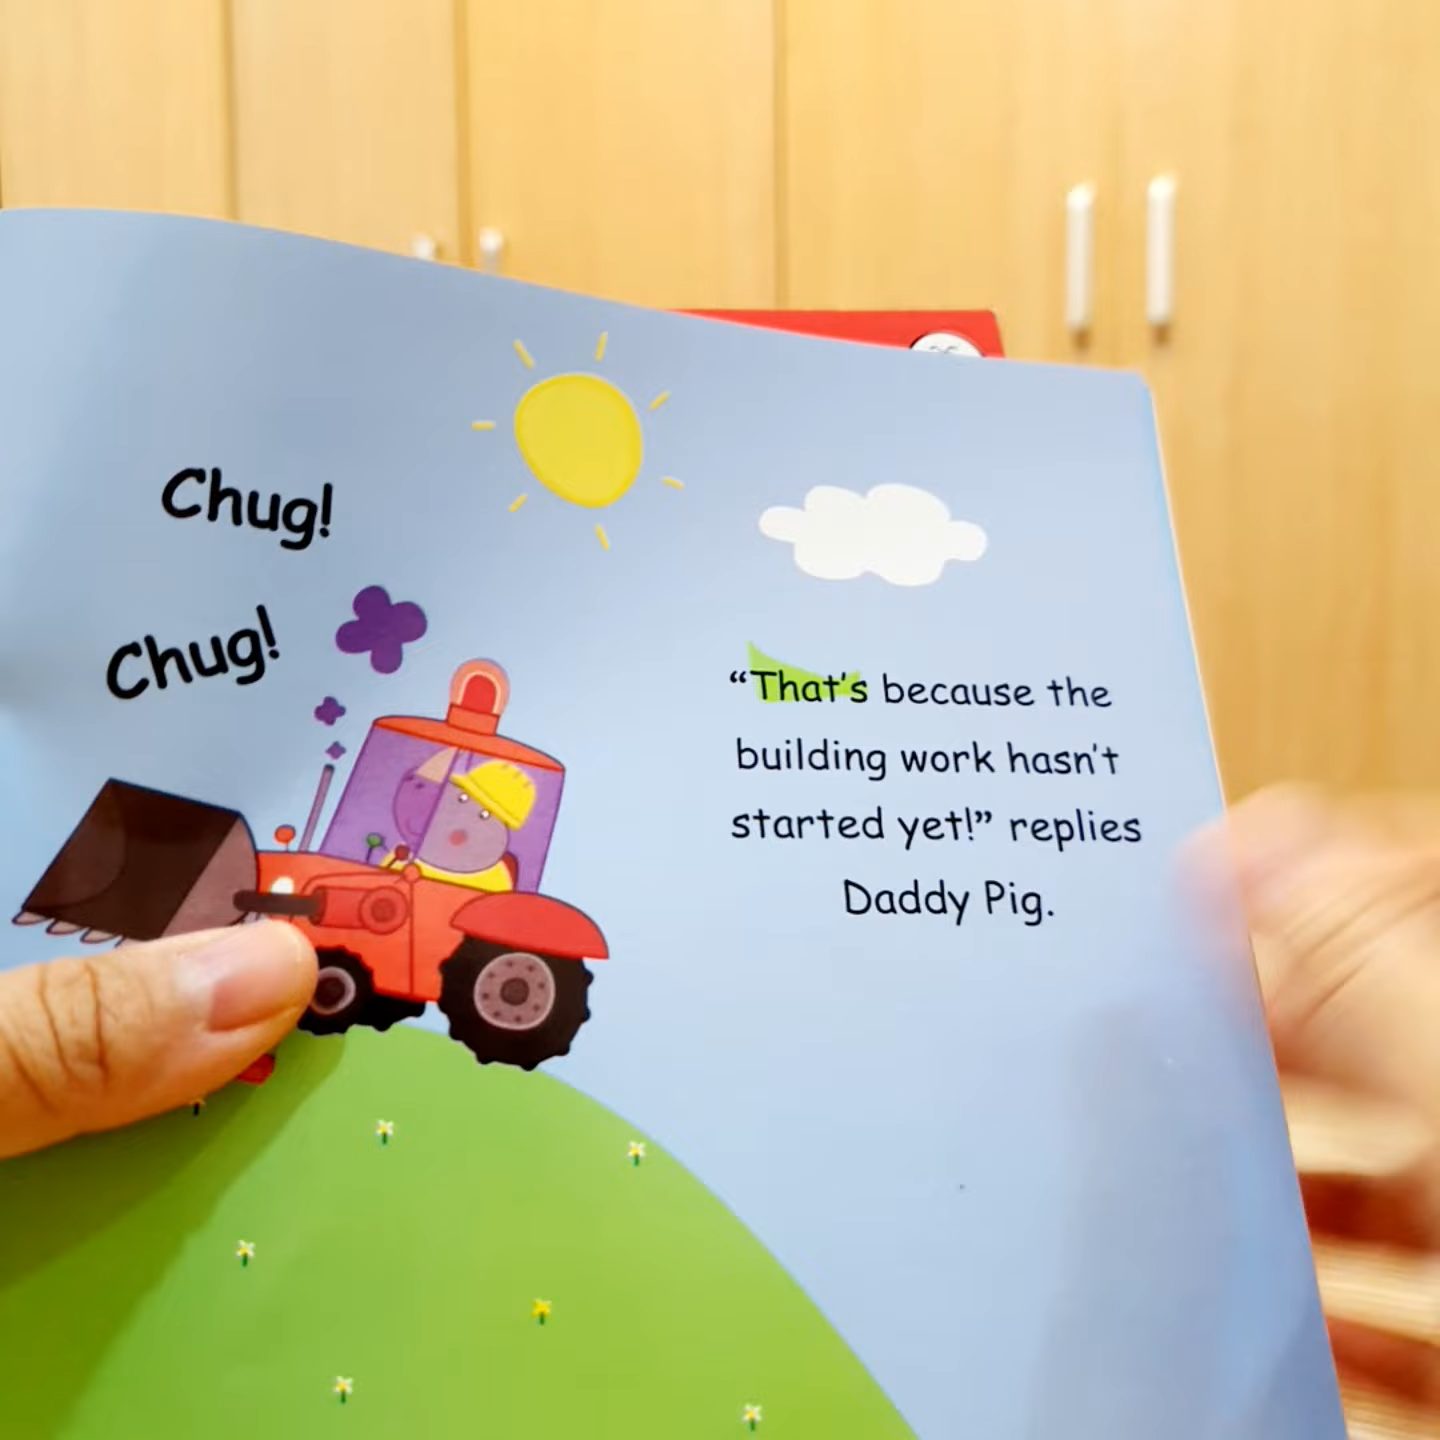 Chug!
Chug!
“That's because the
building work hasn't
started yet!” replies
Daddy Pig.